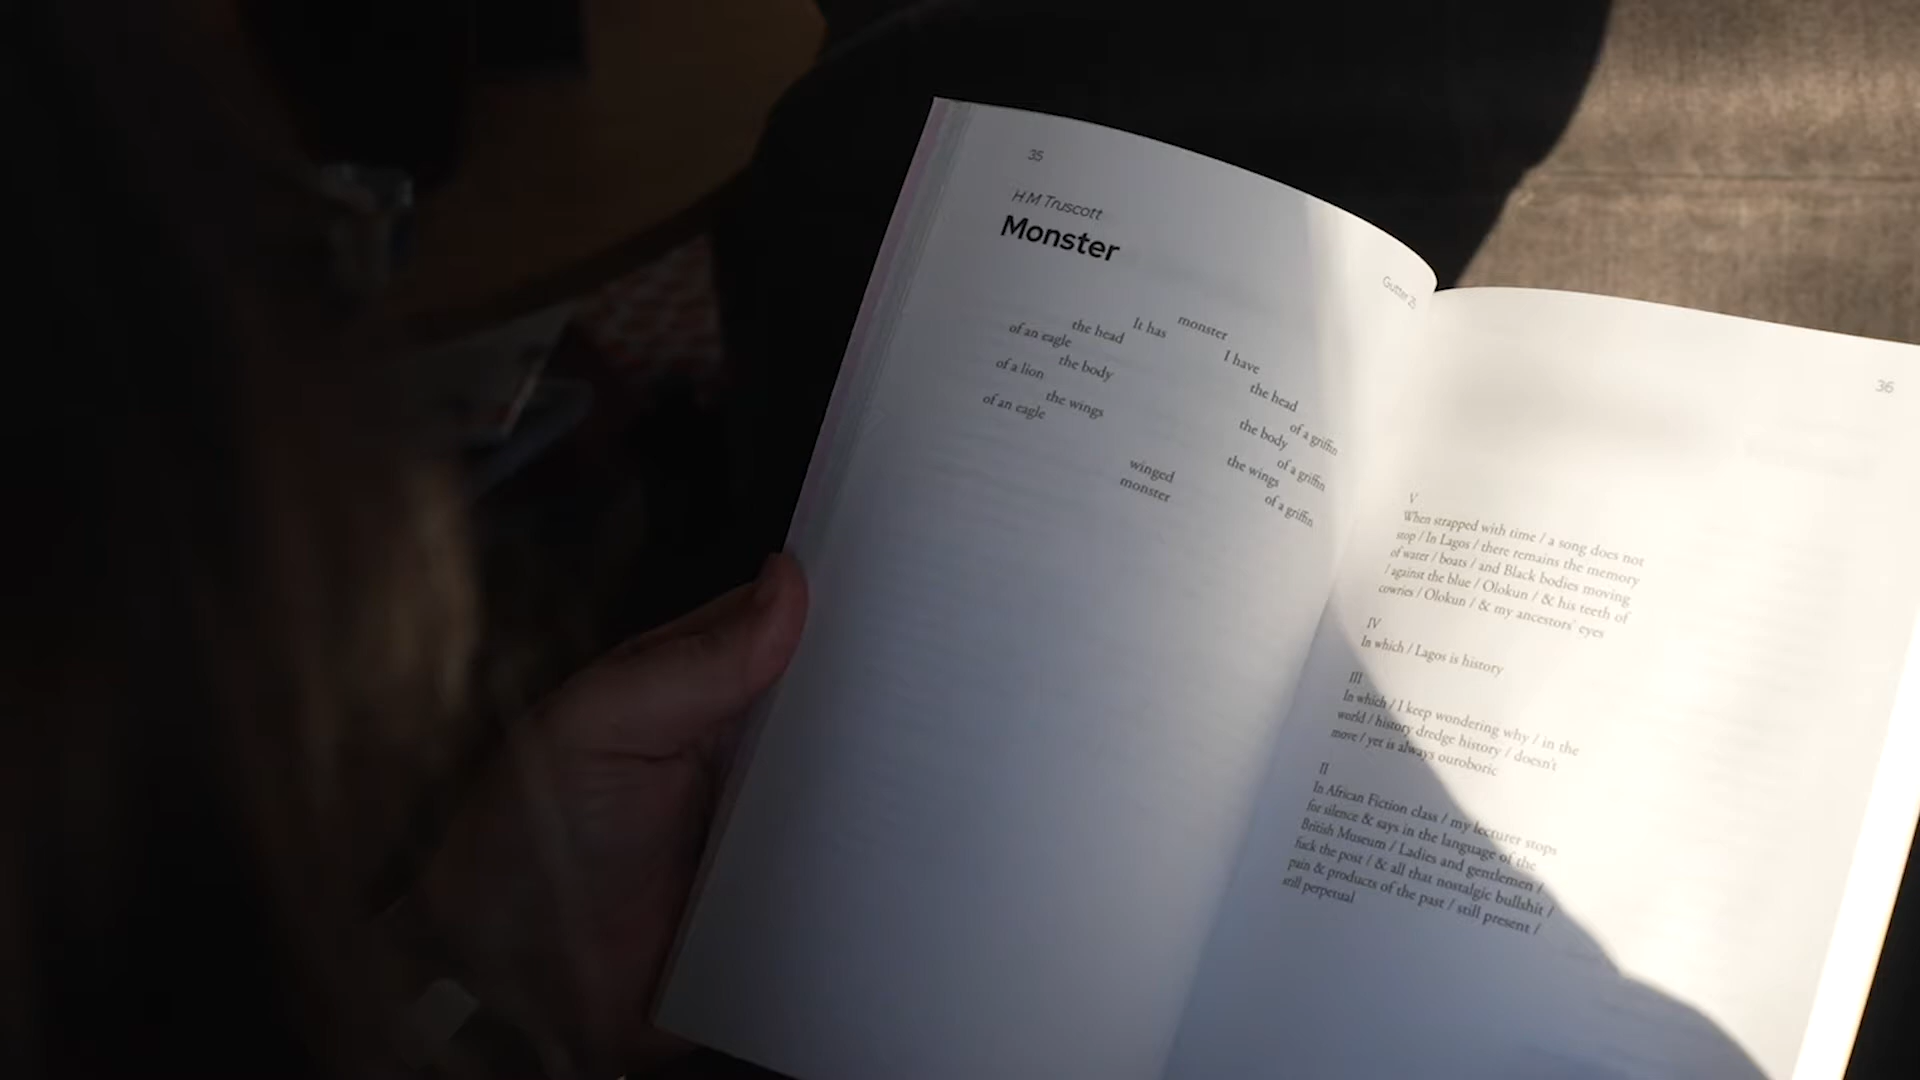 35
H M Truscott
Monster
monster
It has
the head
of an eagle
the body
of a lion
the wings
of an eagle
I have
the head
of a griffin
the body
of a griffin
the wings
of a griffin
winged
monster
Gutter 25
36
V
When strapped with time / a song does not
stop / In Lagos / there remains the memory
of water / boats / and Black bodies moving
/ against the blue / Olokun / & his teeth of
cowries / Olokun / & my ancestors' eyes
IV
In which / Lagos is history
III
In which / I keep wondering why / in the
world / history dredge history / doesn't
move / yet is always ouroboric
II
In African Fiction class / my lecturer stops
for silence & says in the language of the
British Museum / Ladies and gentlemen /
fuck the post / & all that nostalgic bullshit /
pain & products of the past / still present /
still perpetual